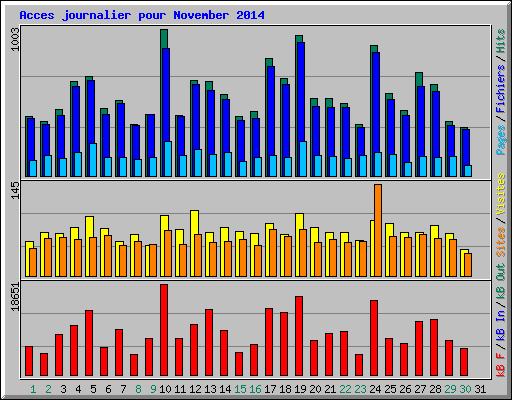 Acces journalier pour November 2014
1003
Pages / Fichiers / Hits
145
Sites / Visites
18651
kB F / kB In / kB Out
1 2 3 4 5 6 7 8 9 10 11 12 13 14 15 16 17 18 19 20 21 22 23 24 25 26 27 28 29 30 31